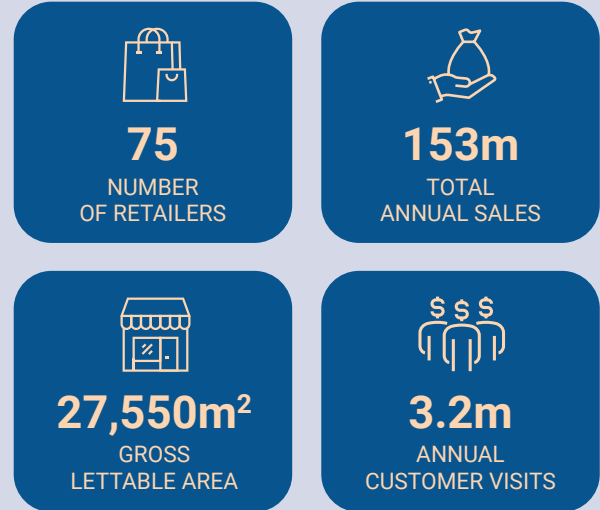 75
NUMBER
OF RETAILERS
153m
TOTAL
ANNUAL SALES
27,550m²
GROSS
LETTABLE AREA
$ $ $
3.2m
ANNUAL
CUSTOMER VISITS